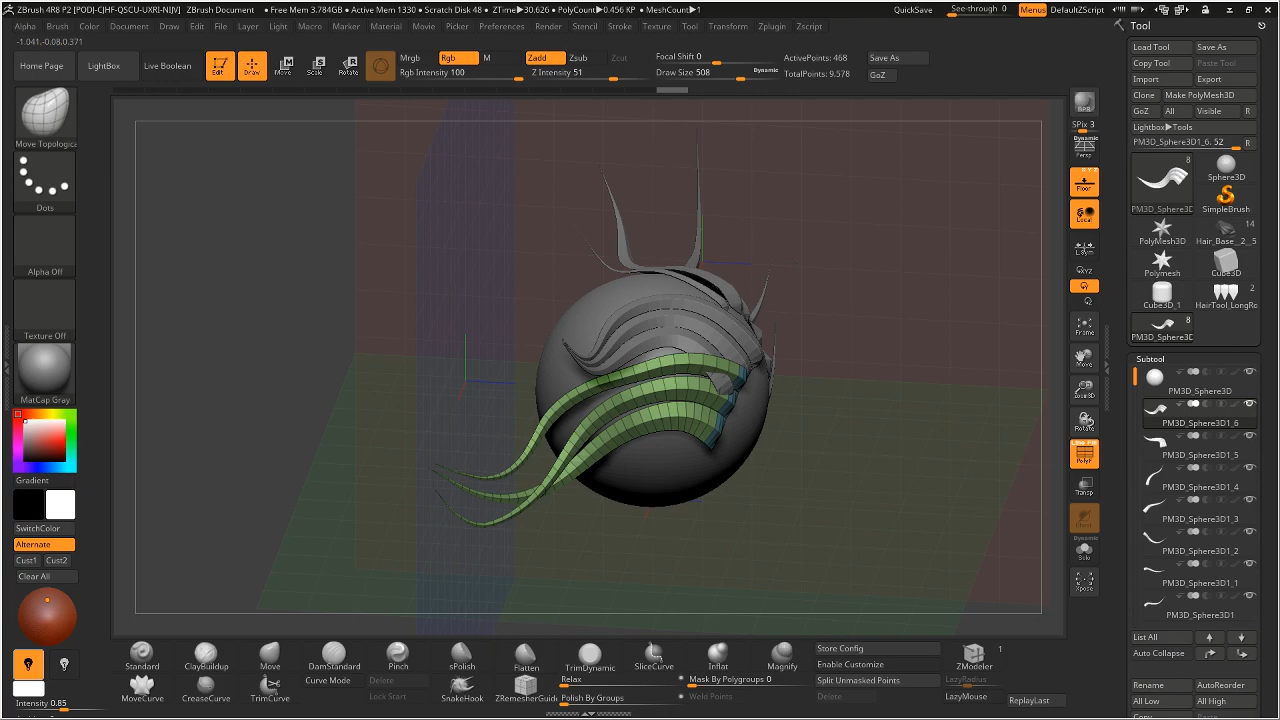 ZBrush 4R8 P2 [POD]-CJHF-QSCU-UXRI-NIJV] ZBrush Document • Free Mem 3.784GB • Active Mem 1330 • Scratch Disk 48 • ZTime▶30.626 • PolyCount▶0.456 KP • MeshCount▶1 QuickSave See-through 0 Menus DefaultZScript
Alpha Brush Color Document Draw Edit File Layer Light Macro Marker Material Movie Picker Preferences Render Stencil Stroke Texture Tool Transform Zplugin Zscript
-1.041,-0.08,0.371
Home Page LightBox Live Boolean Edit Draw Move Scale Rotate
Mrgb Rgb M Zadd Zsub Zcut
Rgb Intensity 100 Z Intensity 51
Focal Shift 0 ActivePoints: 468 Save As
Draw Size 508 Dynamic TotalPoints: 9.578 GoZ
Move Topologica
Dots
Alpha Off
Texture Off
MatCap Gray
Gradient
SwitchColor
Alternate
Cust1 Cust2
Clear All
Intensity 0.85
BPR
SPix 3
Dynamic
Persp
Floor
Local
L.Sym
XYZ
Frame
Move
Zoom3D
Rotate
Line Fill
PolyF
Transp
Ghost
Dynamic
Solo
Xpose
Tool
Load Tool Save As
Copy Tool Paste Tool
Import Export
Clone Make PolyMesh3D
GoZ All Visible R
Lightbox▶Tools
PM3D_Sphere3D1_6. 52 R
8
PM3D_Sphere3D
Sphere3D
SimpleBrush
PolyMesh3D
14
Hair_Base__2__5
Polymesh
Cube3D
Cube3D_1
2
HairTool_LongRo
8
PM3D_Sphere3D
Subtool
PM3D_Sphere3D
PM3D_Sphere3D1_6
PM3D_Sphere3D1_5
PM3D_Sphere3D1_4
PM3D_Sphere3D1_3
PM3D_Sphere3D1_2
PM3D_Sphere3D1_1
PM3D_Sphere3D1
List All
Auto Collapse
Rename AutoReorder
All Low All High
Standard ClayBuildup Move DamStandard Pinch sPolish Flatten TrimDynamic SliceCurve Inflat Magnify
Store Config
Enable Customize
Split Unmasked Points
Delete
ZModeler 1
LazyRadius
LazyMouse
ReplayLast
MoveCurve CreaseCurve TrimCurve
Curve Mode Delete
Lock Start
SnakeHook ZRemesherGuide
Relax Mask By Polygroups 0
Polish By Groups Weld Points